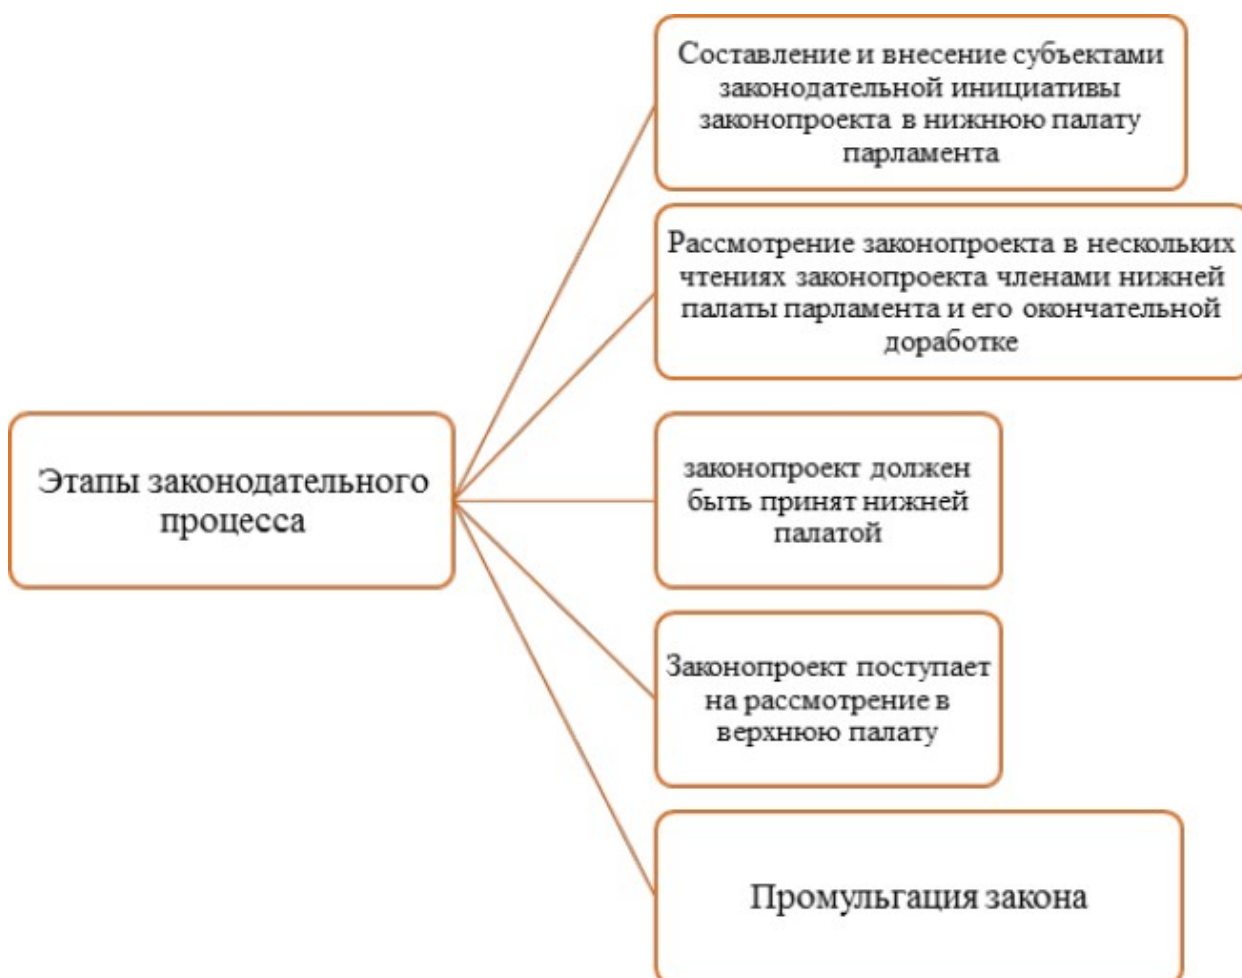 Составление и внесение субъектами
законодательной инициативы
законопроекта в нижнюю палату
парламента
Рассмотрение законопроекта в нескольких
чтениях законопроекта членами нижней
палаты парламента и его окончательной
доработке
Этапы законодательного
процесса
законопроект должен
быть принят нижней
палатой
Законопроект поступает
на рассмотрение в
верхнюю палату
Промульгация закона